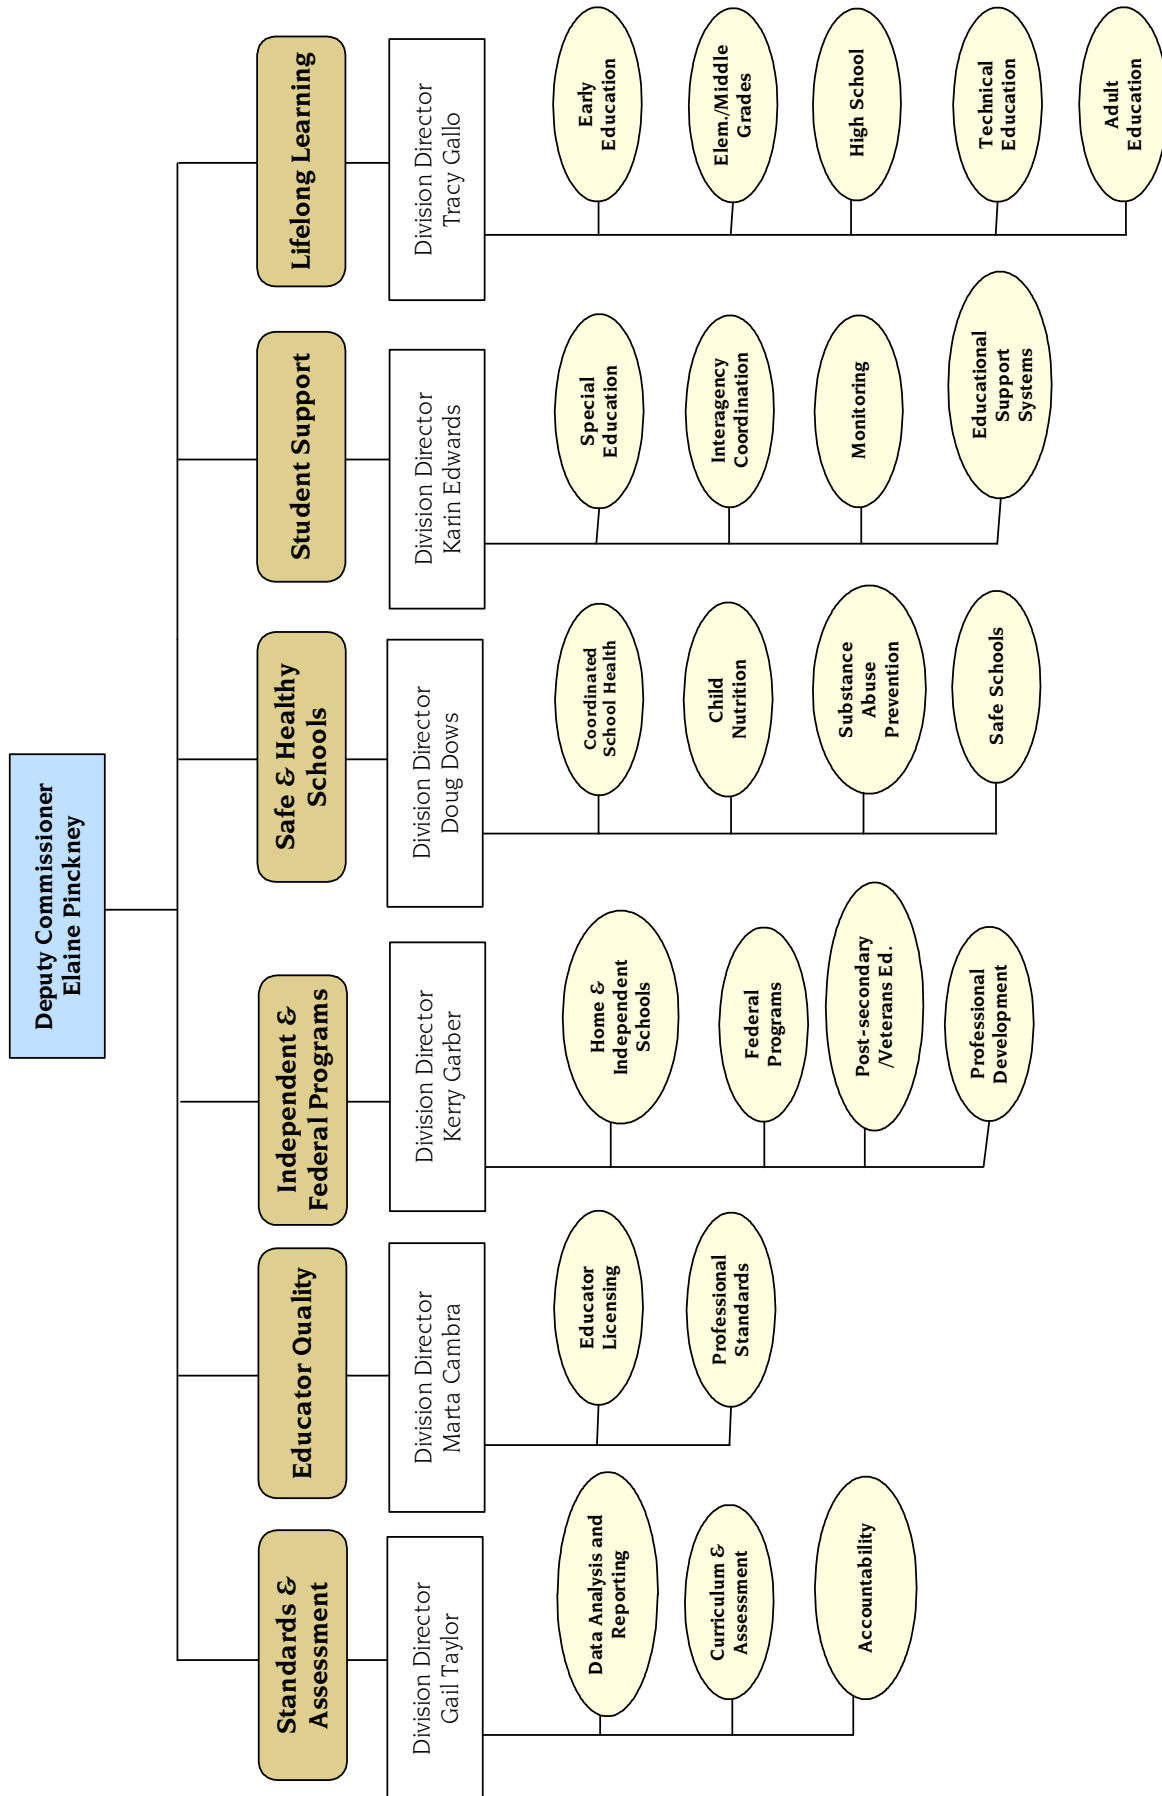 Deputy Commissioner
Elaine Pinckney
Standards &
Assessment
Division Director
Gail Taylor
Data Analysis and
Reporting
Curriculum &
Assessment
Accountability
Educator Quality
Division Director
Marta Cambra
Educator
Licensing
Professional
Standards
Independent &
Federal Programs
Division Director
Kerry Garber
Home &
Independent
Schools
Federal
Programs
Post-secondary
/Veterans Ed.
Professional
Development
Safe & Healthy
Schools
Division Director
Doug Dows
Coordinated
School Health
Child
Nutrition
Substance
Abuse
Prevention
Safe Schools
Student Support
Division Director
Karin Edwards
Special
Education
Interagency
Coordination
Monitoring
Educational
Support
Systems
Lifelong Learning
Division Director
Tracy Gallo
Early
Education
Elem./Middle
Grades
High School
Technical
Education
Adult
Education